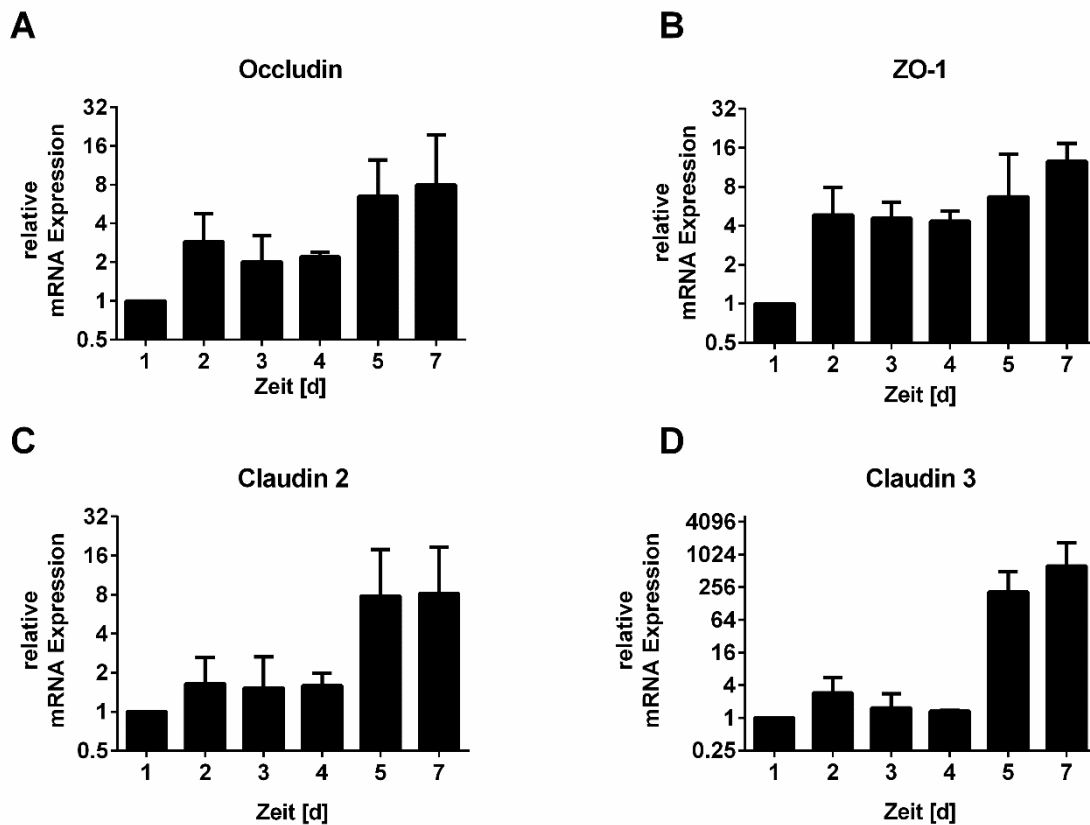 A
Occludin
relative
mRNA Expression
32
16
8
4
2
1
0.5
1 2 3 4 5 7
Zeit [d]
B
ZO-1
relative
mRNA Expression
32
16
8
4
2
1
0.5
1 2 3 4 5 7
Zeit [d]
C
Claudin 2
relative
mRNA Expression
32
16
8
4
2
1
0.5
1 2 3 4 5 7
Zeit [d]
D
Claudin 3
relative
mRNA Expression
4096
1024
256
64
16
4
1
0.25
1 2 3 4 5 7
Zeit [d]